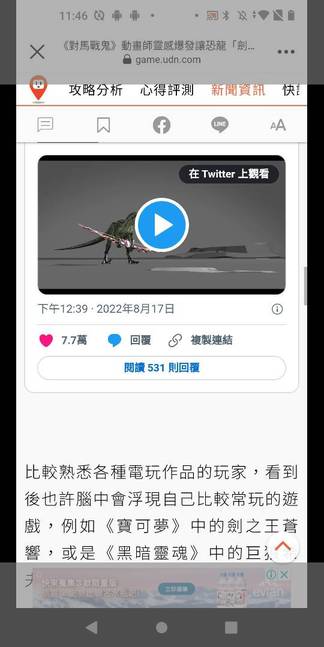 11:46
《對馬戰鬼》動畫師靈感爆發讓恐龍「劍...
game.udn.com
攻略分析 心得評測 新聞資訊
LINE
AA
在 Twitter 上觀看
下午12:39 · 2022年8月17日
7.7萬 回覆 複製連結
閱讀 531 則回覆
比較熟悉各種電玩作品的玩家，看到
後也許腦中會浮現自己比較常玩的遊
戲，例如《寶可夢》中的劍之王蒼
響，或是《黑暗靈魂》中的巨
evian